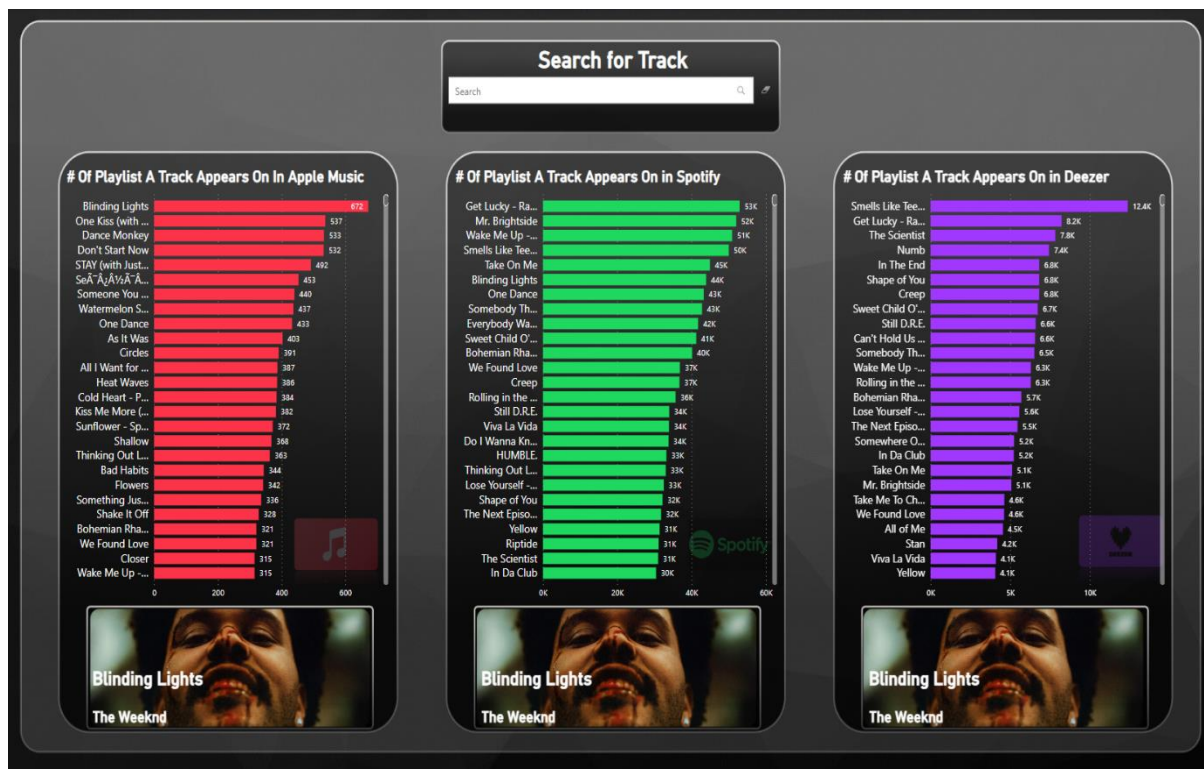 Search for Track
Search
# Of Playlist A Track Appears On In Apple Music
Blinding Lights 672
One Kiss (with ... 537
Dance Monkey 533
Don't Start Now 532
STAY (with Just... 492
SeÃ¯Â¿Â½Ã¯Â... 453
Someone You ... 440
Watermelon S... 437
One Dance 433
As It Was 403
Circles 391
All I Want for ... 387
Heat Waves 386
Cold Heart - P... 384
Kiss Me More (... 382
Sunflower - Sp... 372
Shallow 368
Thinking Out L... 363
Bad Habits 344
Flowers 342
Something Jus... 336
Shake It Off 328
Bohemian Rha... 321
We Found Love 321
Closer 315
Wake Me Up -... 315
0 200 400 600
Blinding Lights
The Weeknd
# Of Playlist A Track Appears On in Spotify
Get Lucky - Ra... 53K
Mr. Brightside 52K
Wake Me Up -... 51K
Smells Like Tee... 50K
Take On Me 45K
Blinding Lights 44K
One Dance 43K
Somebody Th... 43K
Everybody Wa... 42K
Sweet Child O'... 41K
Bohemian Rha... 40K
We Found Love 37K
Creep 37K
Rolling in the ... 36K
Still D.R.E. 34K
Viva La Vida 34K
Do I Wanna Kn... 34K
HUMBLE. 33K
Thinking Out L... 33K
Lose Yourself -... 33K
Shape of You 32K
The Next Episo... 32K
Yellow 31K
Riptide 31K
The Scientist 31K
In Da Club 30K
Spotify
0K 20K 40K 60K
Blinding Lights
The Weeknd
# Of Playlist A Track Appears On in Deezer
Smells Like Tee... 12.4K
Get Lucky - Ra... 8.2K
The Scientist 7.8K
Numb 7.4K
In The End 6.8K
Shape of You 6.8K
Creep 6.8K
Sweet Child O'... 6.7K
Still D.R.E. 6.6K
Can't Hold Us ... 6.6K
Somebody Th... 6.5K
Wake Me Up -... 6.3K
Rolling in the ... 6.3K
Bohemian Rha... 5.7K
Lose Yourself -... 5.6K
The Next Episo... 5.5K
Somewhere O... 5.2K
In Da Club 5.2K
Take On Me 5.1K
Mr. Brightside 5.1K
Take Me To Ch... 4.6K
We Found Love 4.6K
All of Me 4.5K
Stan 4.2K
Viva La Vida 4.1K
Yellow 4.1K
0K 5K 10K
Blinding Lights
The Weeknd